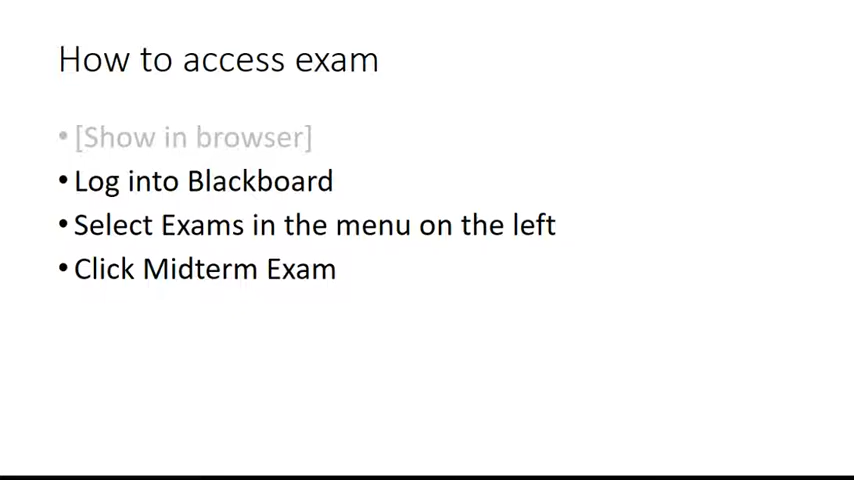 How to access exam
• [Show in browser]
• Log into Blackboard
• Select Exams in the menu on the left
• Click Midterm Exam